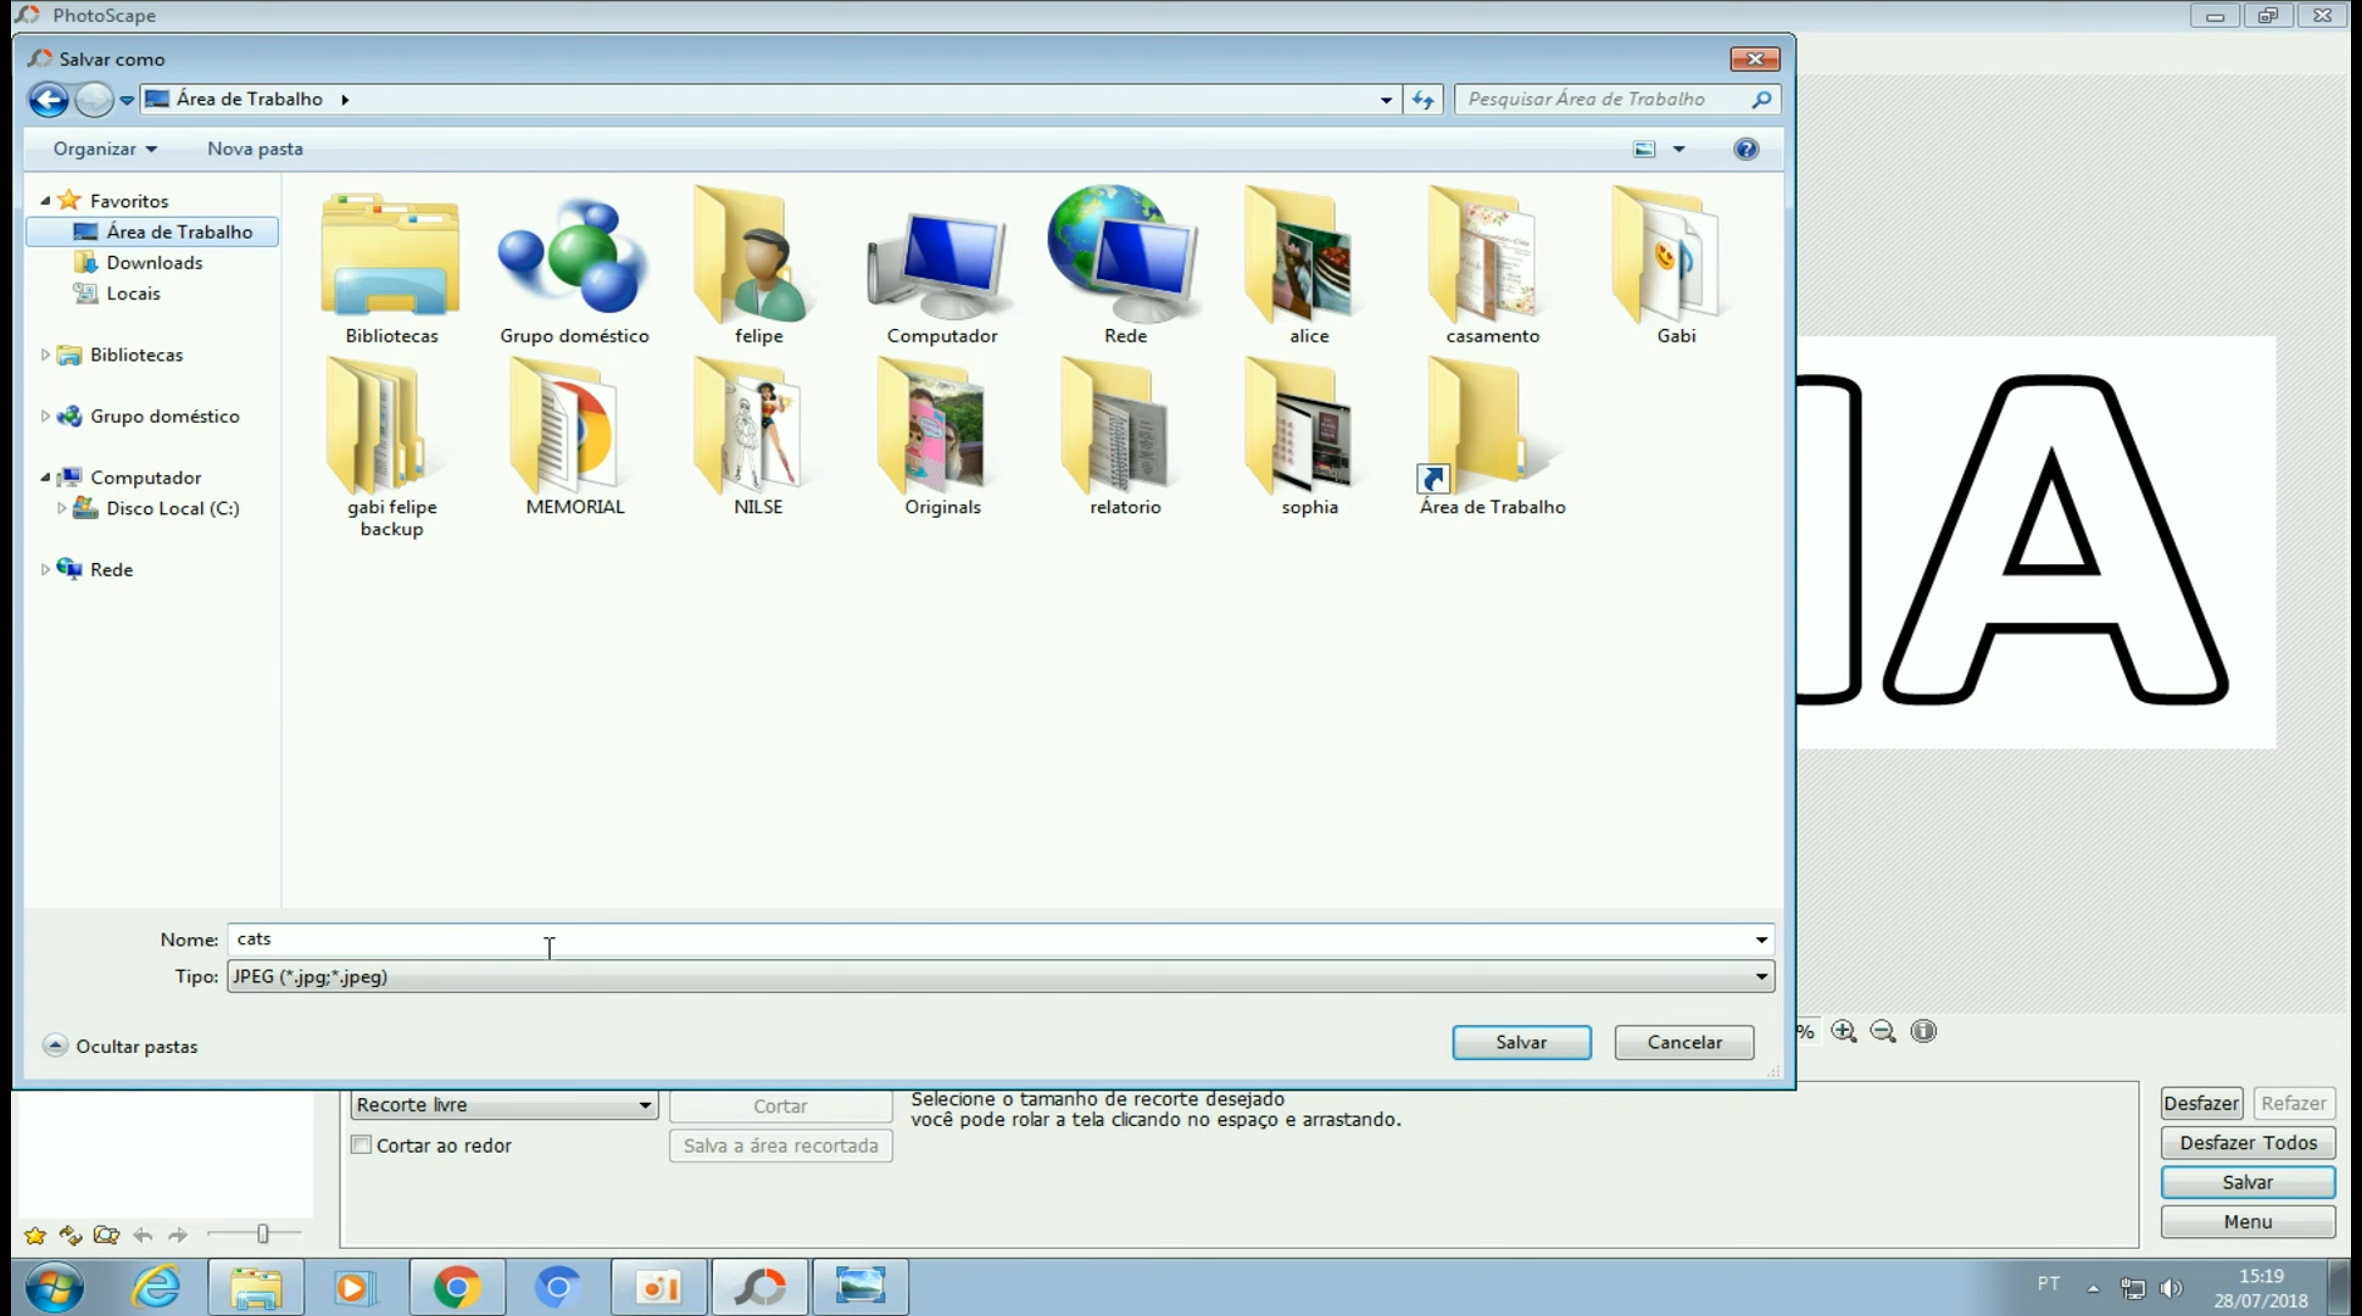 PhotoScape
Salvar como
Área de Trabalho
Pesquisar Área de Trabalho
Organizar
Nova pasta
Favoritos
Área de Trabalho
Downloads
Locais
Bibliotecas
Grupo doméstico
Computador
Disco Local (C:)
Rede
Bibliotecas
Grupo doméstico
felipe
Computador
Rede
alice
casamento
Gabi
gabi felipe
backup
MEMORIAL
NILSE
Originals
relatorio
sophia
Área de Trabalho
A
Nome: cats
Tipo: JPEG (*.jpg;*.jpeg)
Ocultar pastas
Salvar
Cancelar
%
Recorte livre
Cortar
Selecione o tamanho de recorte desejado
você pode rolar a tela clicando no espaço e arrastando.
Cortar ao redor
Salva a área recortada
Desfazer
Refazer
Desfazer Todos
Salvar
Menu
PT
15:19
28/07/2018